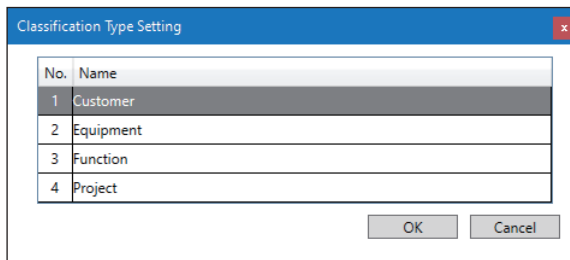 Classification Type Setting x
No. Name
1 Customer
2 Equipment
3 Function
4 Project
OK Cancel